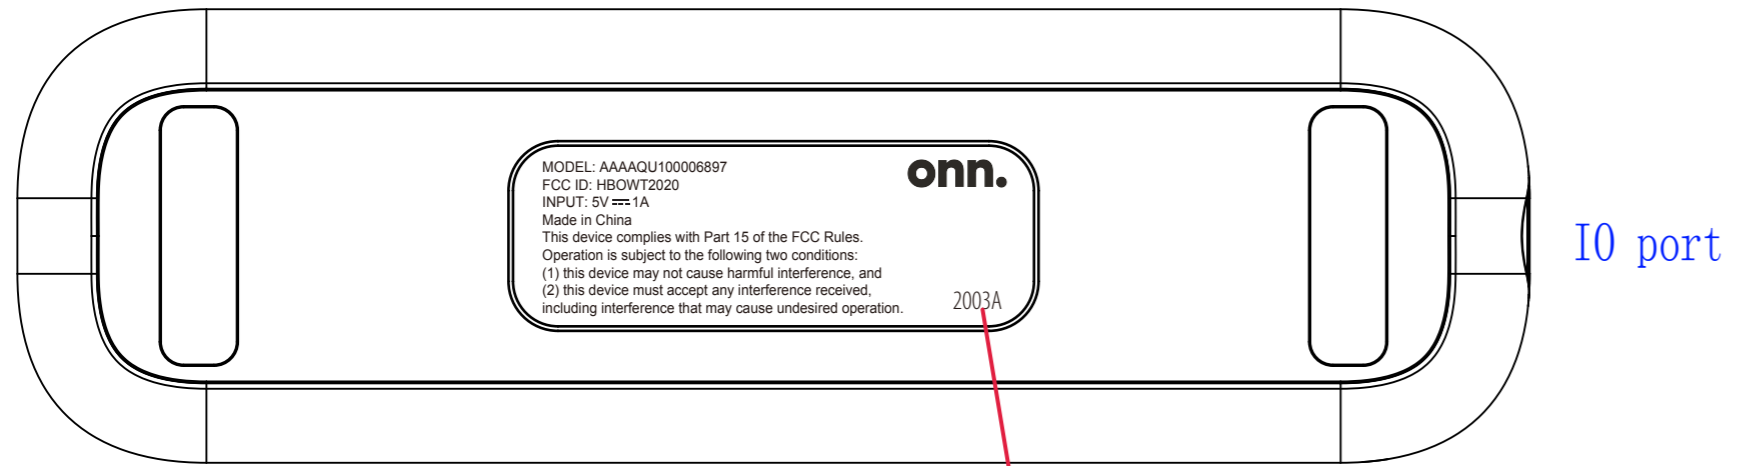 MODEL: AAAAQU100006897
onn.
FCC ID: HBOWT2020
INPUT: 5V ⎓ 1A
Made in China
This device complies with Part 15 of the FCC Rules.
Operation is subject to the following two conditions:
(1) this device may not cause harmful interference, and
(2) this device must accept any interference received,
including interference that may cause undesired operation.
2003A
IO port